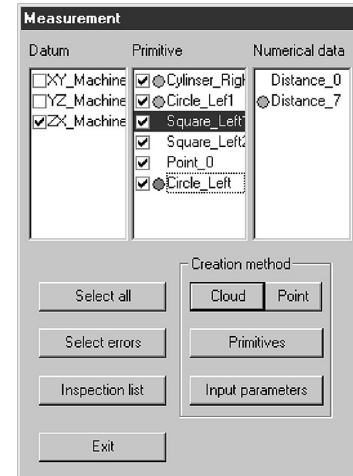 Measurement
Datum Primitive Numerical data
XY_Machine
YZ_Machine
ZX_Machine
Cylinser_Righ
Circle_Lef1
Square_Left1
Square_Left2
Point_0
Circle_Left
Distance_0
Distance_7
Creation method
Select all
Cloud Point
Select errors
Primitives
Inspection list
Input parameters
Exit